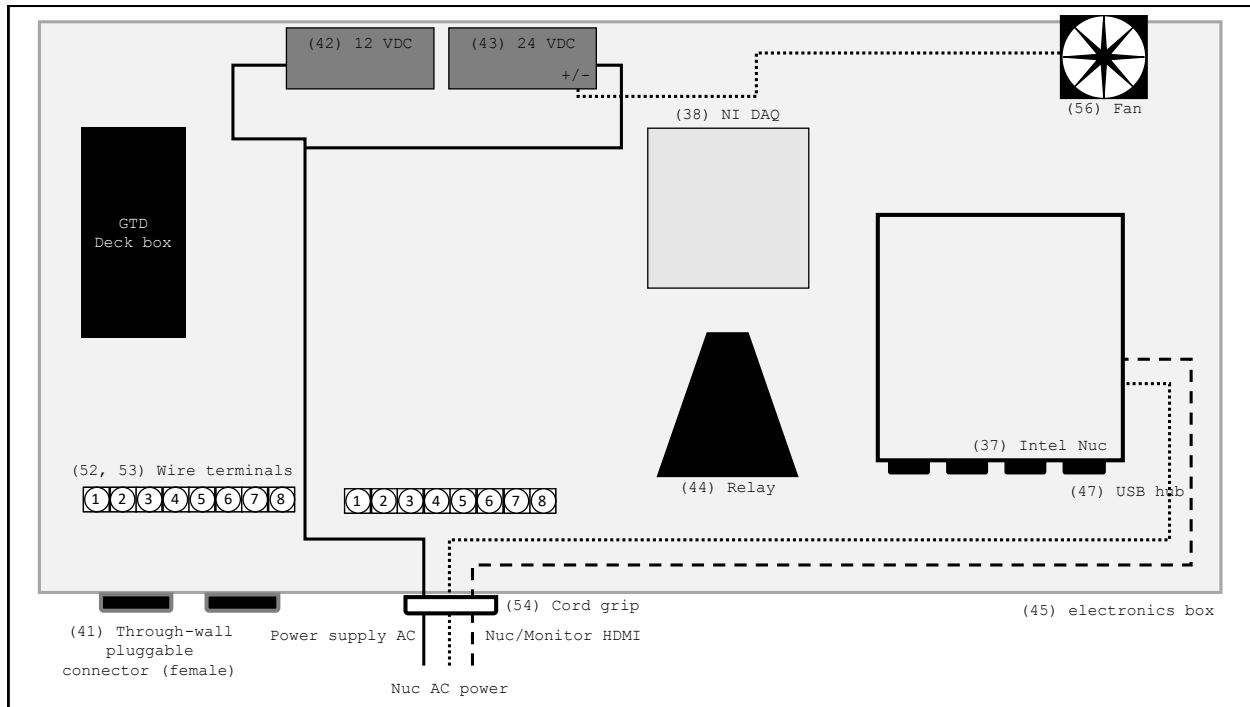 (42) 12 VDC
(43) 24 VDC
+/-
(56) Fan
(38) NI DAQ
GTD
Deck box
(37) Intel Nuc
(47) USB hub
(44) Relay
(52, 53) Wire terminals
1 2 3 4 5 6 7 8
1 2 3 4 5 6 7 8
(54) Cord grip
(45) electronics box
(41) Through-wall
pluggable
connector (female)
Power supply AC
Nuc/Monitor HDMI
Nuc AC power